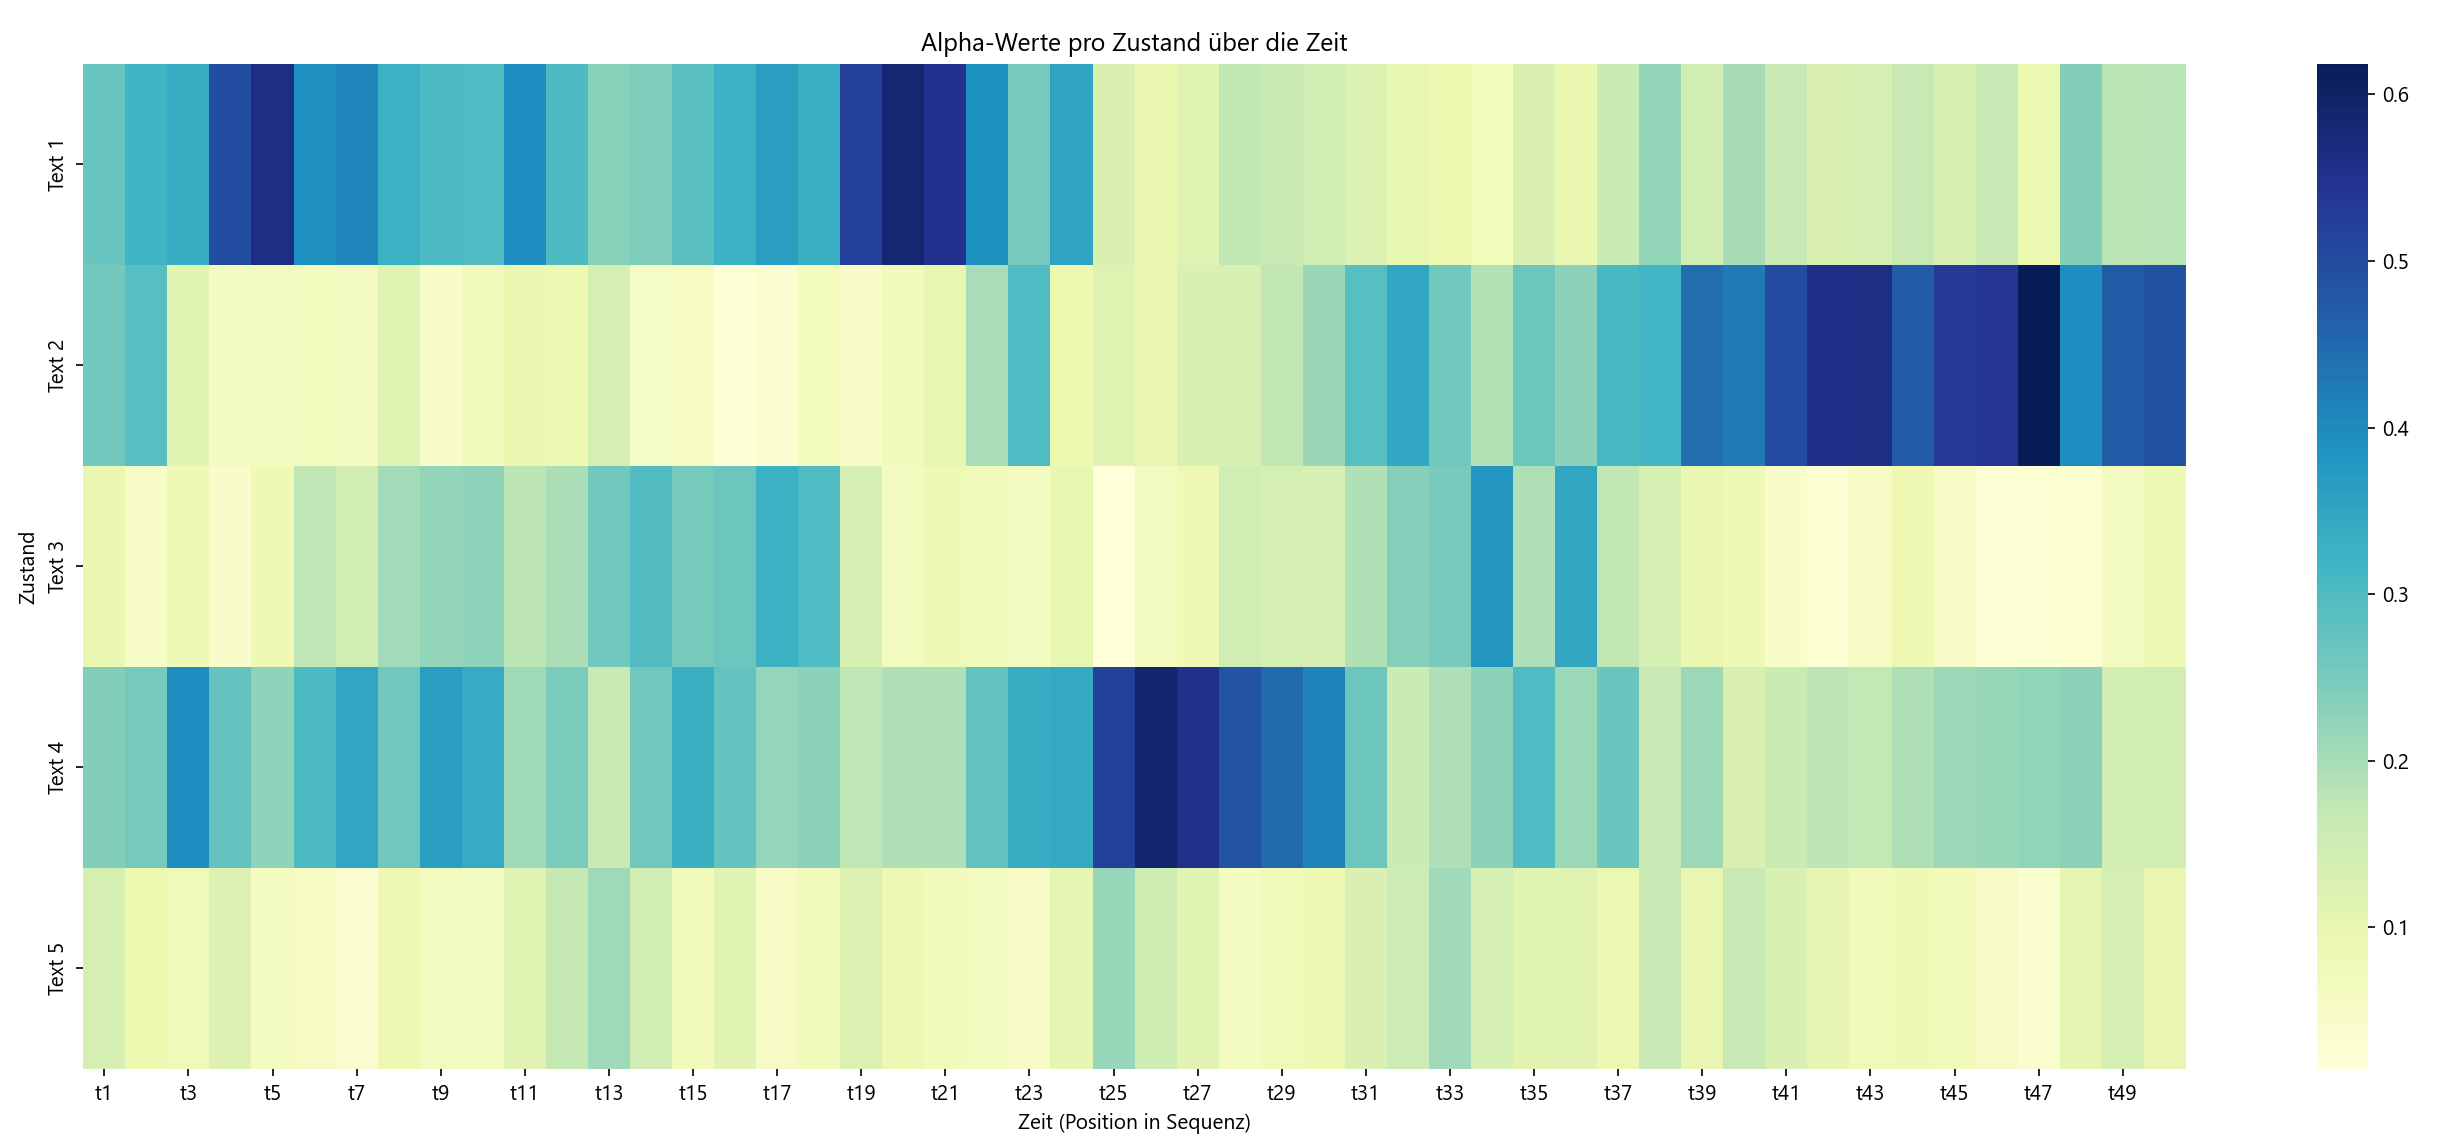 Alpha-Werte pro Zustand über die Zeit
Zustand
Text 1
Text 2
Text 3
Text 4
Text 5
t1 t3 t5 t7 t9 t11 t13 t15 t17 t19 t21 t23 t25 t27 t29 t31 t33 t35 t37 t39 t41 t43 t45 t47 t49
Zeit (Position in Sequenz)
0.6
0.5
0.4
0.3
0.2
0.1